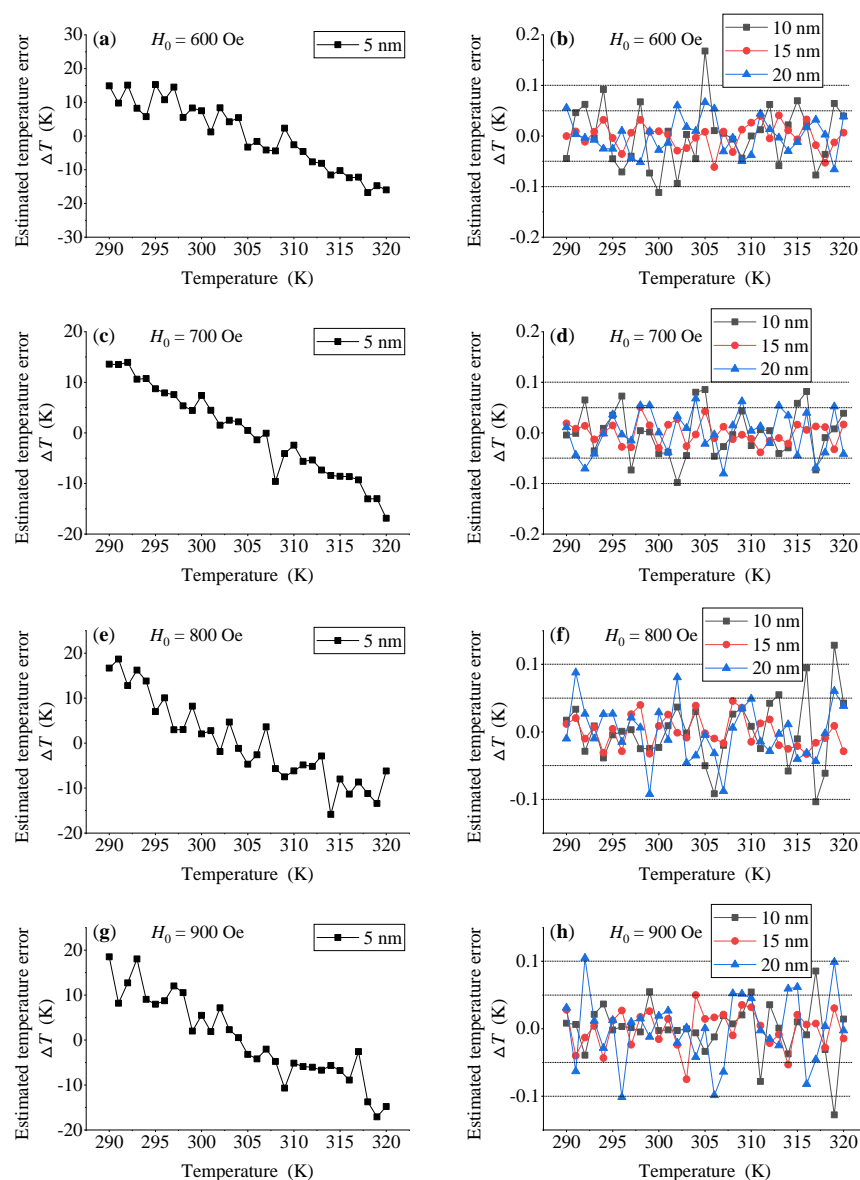 (a) H₀ = 600 Oe
5 nm
Estimated temperature error
ΔT (K)
30
20
10
0
-10
-20
-30
290 295 300 305 310 315 320
Temperature (K)
(b) H₀ = 600 Oe
10 nm
15 nm
20 nm
Estimated temperature error
ΔT (K)
0.2
0.1
0.0
-0.1
-0.2
290 295 300 305 310 315 320
Temperature (K)
(c) H₀ = 700 Oe
5 nm
Estimated temperature error
ΔT (K)
20
10
0
-10
-20
290 295 300 305 310 315 320
Temperature (K)
(d) H₀ = 700 Oe
10 nm
15 nm
20 nm
Estimated temperature error
ΔT (K)
0.2
0.1
0.0
-0.1
-0.2
290 295 300 305 310 315 320
Temperature (K)
(e) H₀ = 800 Oe
5 nm
Estimated temperature error
ΔT (K)
20
10
0
-10
-20
290 295 300 305 310 315 320
Temperature (K)
(f) H₀ = 800 Oe
10 nm
15 nm
20 nm
Estimated temperature error
ΔT (K)
0.1
0.0
-0.1
290 295 300 305 310 315 320
Temperature (K)
(g) H₀ = 900 Oe
5 nm
Estimated temperature error
ΔT (K)
20
10
0
-10
-20
290 295 300 305 310 315 320
Temperature (K)
(h) H₀ = 900 Oe
10 nm
15 nm
20 nm
Estimated temperature error
ΔT (K)
0.1
0.0
-0.1
290 295 300 305 310 315 320
Temperature (K)